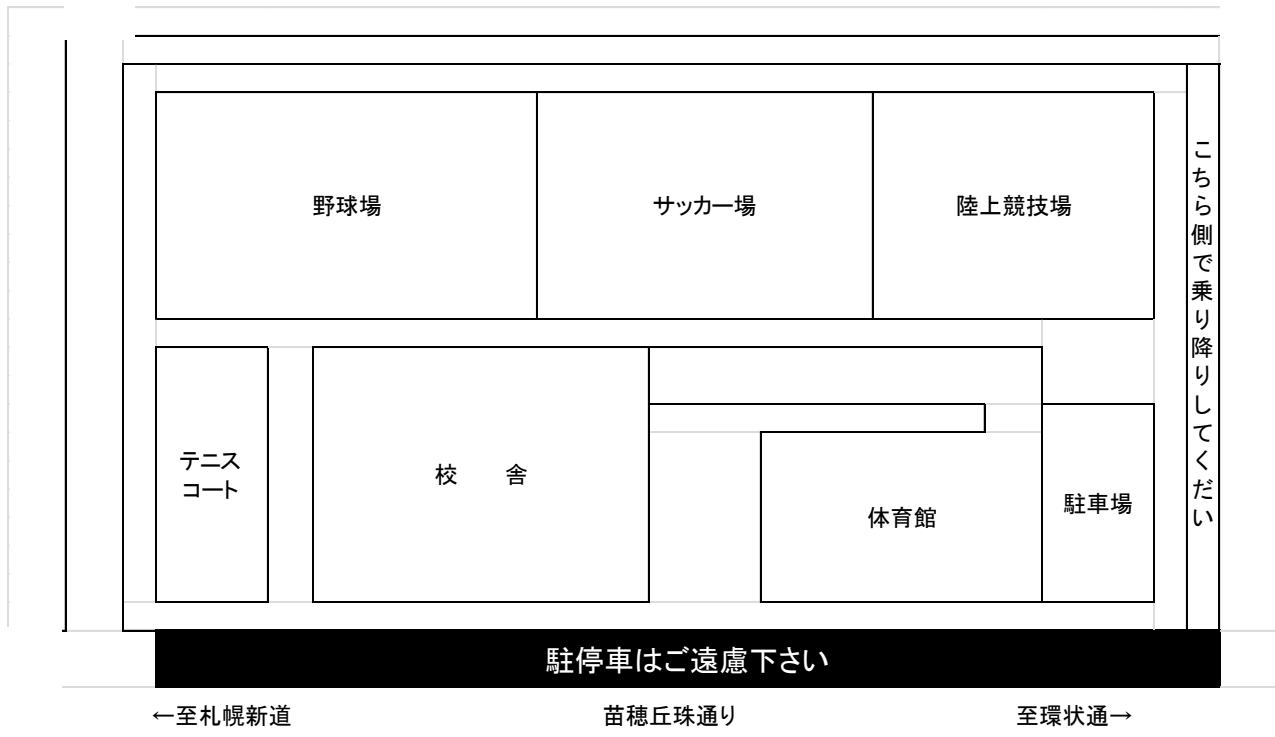 野球場
サッカー場
陸上競技場
こちら側で乗り降りしてくだい
テニス
コート
校　　舎
体育館
駐車場
駐停車はご遠慮下さい
←至札幌新道
苗穂丘珠通り
至環状通→